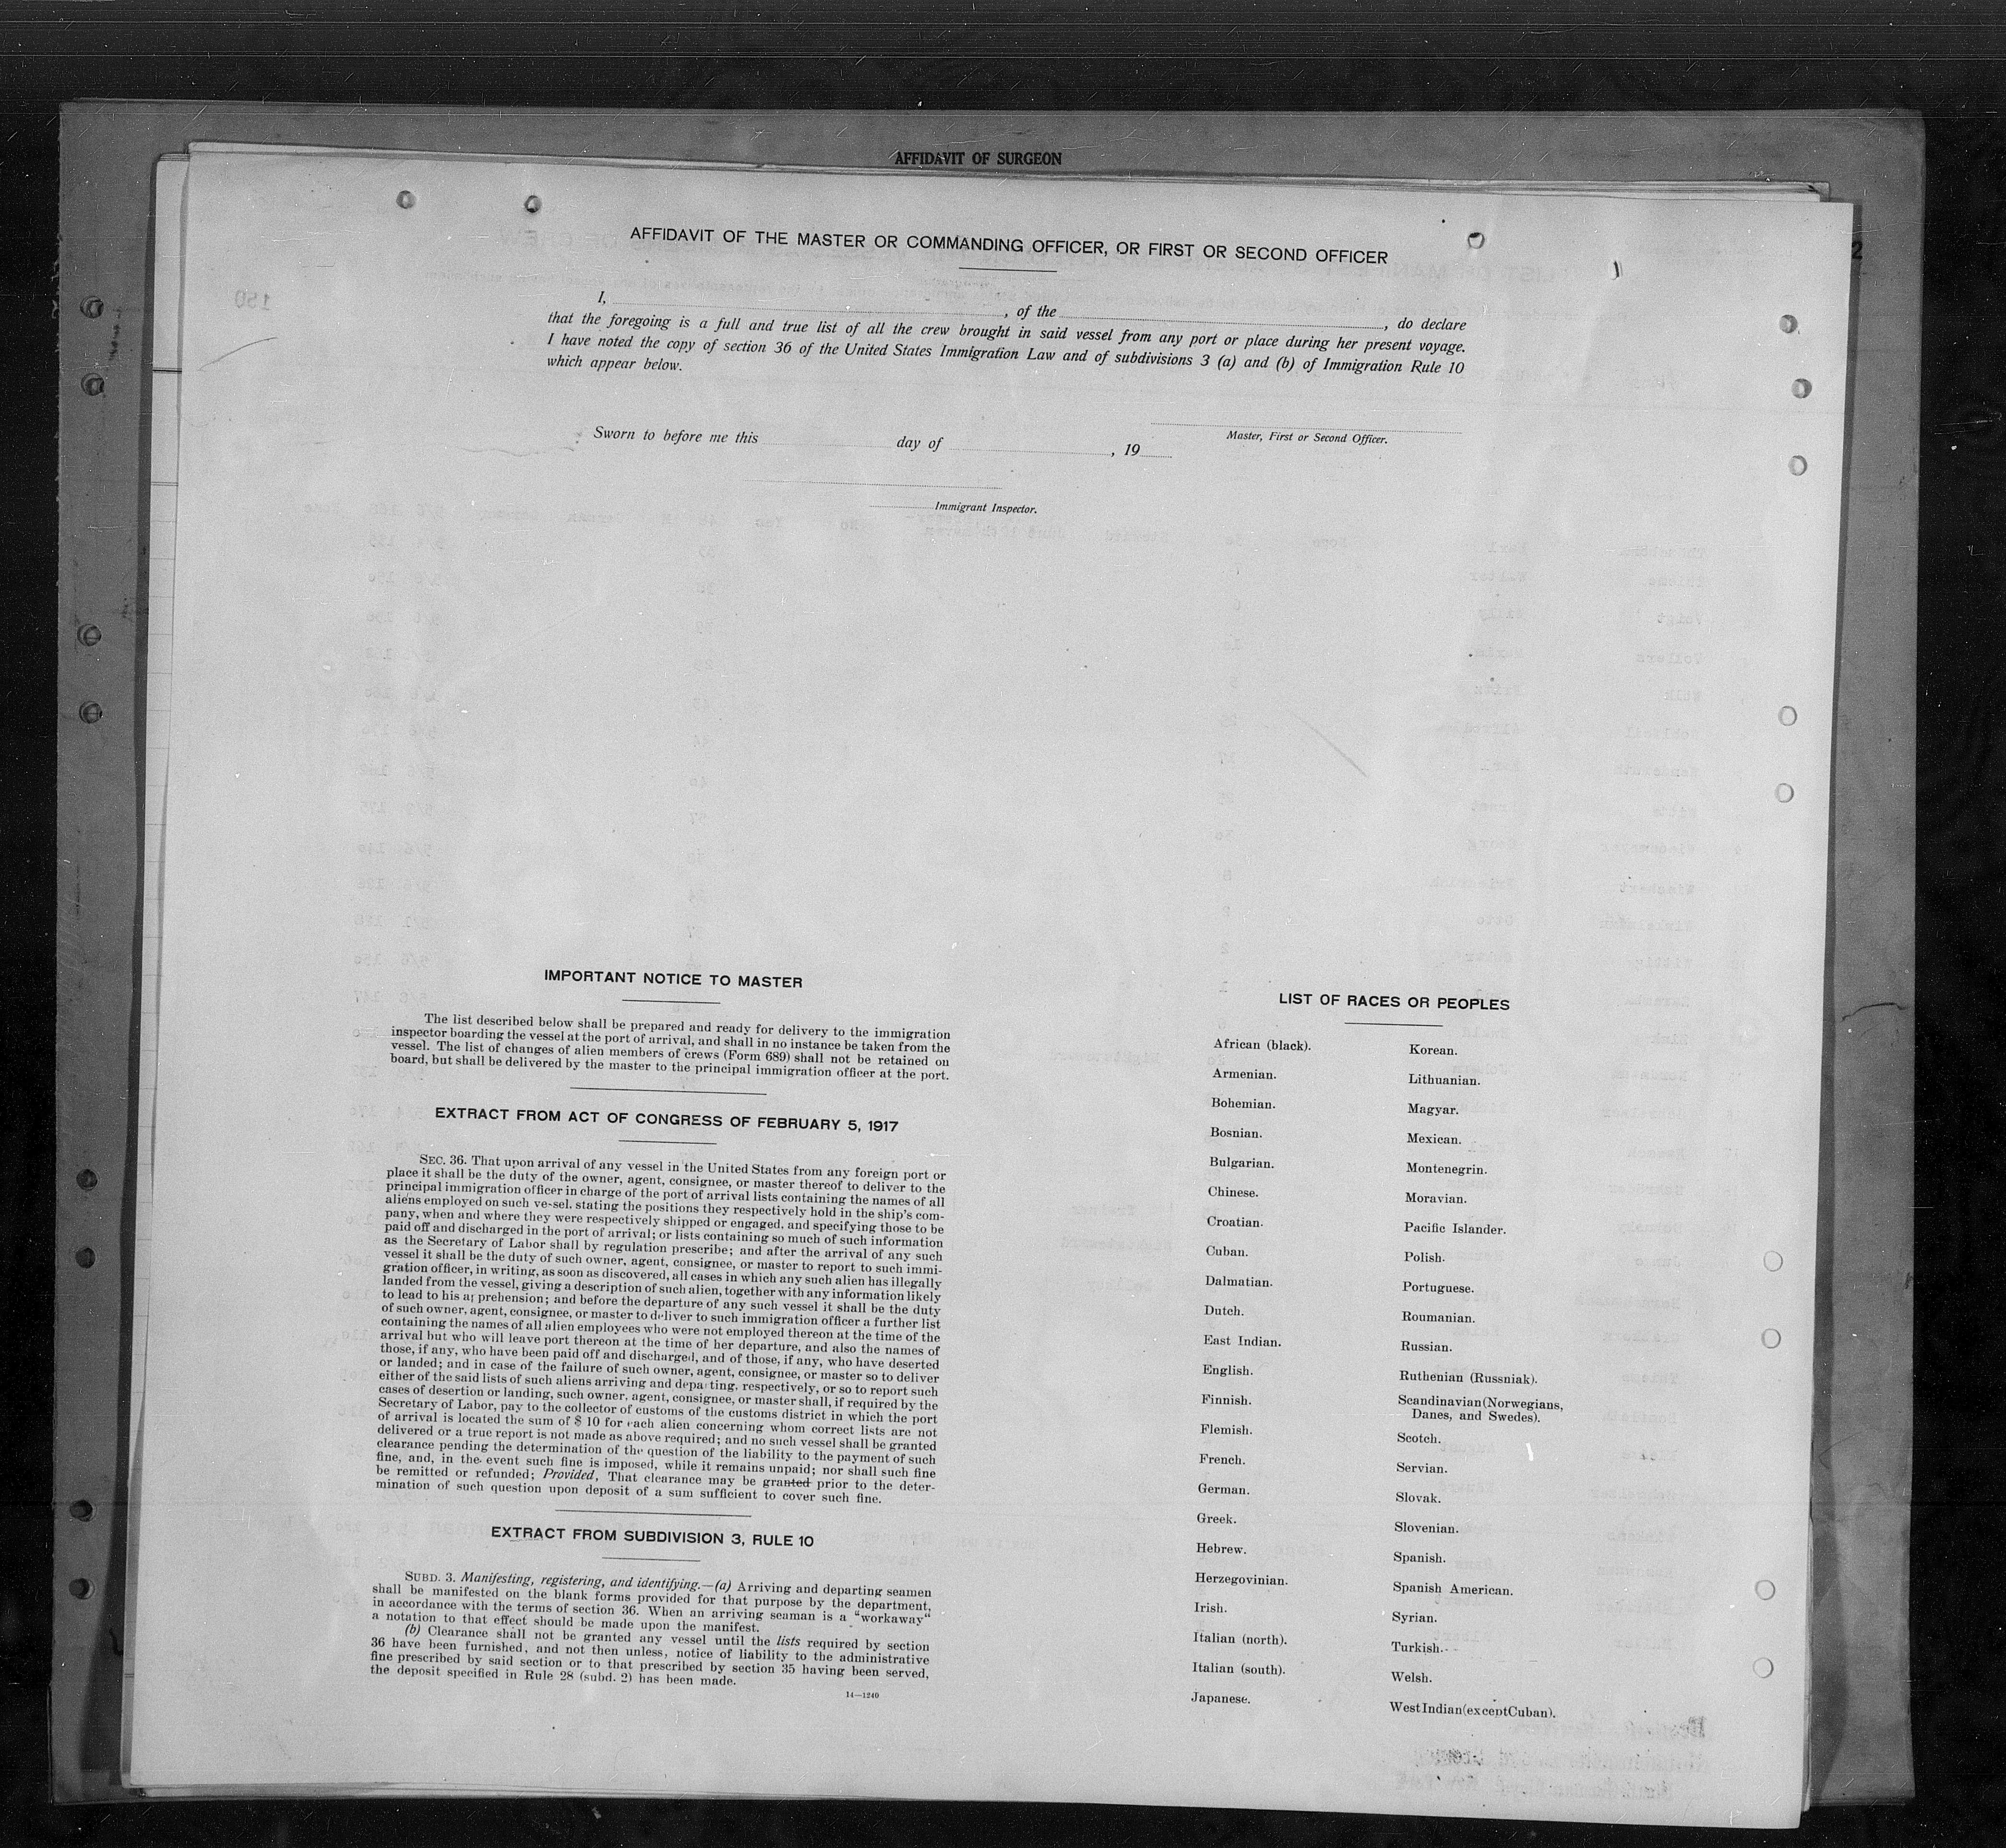 AFFIDAVIT OF SURGEON
AFFIDAVIT OF THE MASTER OR COMMANDING OFFICER, OR FIRST OR SECOND OFFICER
I, , of the , do declare
that the foregoing is a full and true list of all the crew brought in said vessel from any port or place during her present voyage.
I have noted the copy of section 36 of the United States Immigration Law and of subdivisions 3 (a) and (b) of Immigration Rule 10
which appear below.
Sworn to before me this day of , 19
Master, First or Second Officer.
Immigrant Inspector.
IMPORTANT NOTICE TO MASTER
The list described below shall be prepared and ready for delivery to the immigration
inspector boarding the vessel at the port of arrival, and shall in no instance be taken from the
vessel. The list of changes of alien members of crews (Form 689) shall not be retained on
board, but shall be delivered by the master to the principal immigration officer at the port.
EXTRACT FROM ACT OF CONGRESS OF FEBRUARY 5, 1917
SEC. 36. That upon arrival of any vessel in the United States from any foreign port or
place it shall be the duty of the owner, agent, consignee, or master thereof to deliver to the
principal immigration officer in charge of the port of arrival lists containing the names of all
aliens employed on such ve-sel, stating the positions they respectively hold in the ship's com-
pany, when and where they were respectively shipped or engaged, and specifying those to be
paid off and discharged in the port of arrival; or lists containing so much of such information
as the Secretary of Labor shall by regulation prescribe; and after the arrival of any such
vessel it shall be the duty of such owner, agent, consignee, or master to report to such immi-
gration officer, in writing, as soon as discovered, all cases in which any such alien has illegally
landed from the vessel, giving a description of such alien, together with any information likely
to lead to his apprehension; and before the departure of any such vessel it shall be the duty
of such owner, agent, consignee, or master to deliver to such immigration officer a further list
containing the names of all alien employees who were not employed thereon at the time of the
arrival but who will leave port thereon at the time of her departure, and also the names of
those, if any, who have been paid off and discharged, and of those, if any, who have deserted
or landed; and in case of the failure of such owner, agent, consignee, or master so to deliver
either of the said lists of such aliens arriving and departing, respectively, or so to report such
cases of desertion or landing, such owner, agent, consignee, or master shall, if required by the
Secretary of Labor, pay to the collector of customs of the customs district in which the port
of arrival is located the sum of $ 10 for each alien concerning whom correct lists are not
delivered or a true report is not made as above required; and no such vessel shall be granted
clearance pending the determination of the question of the liability to the payment of such
fine, and, in the event such fine is imposed, while it remains unpaid; nor shall such fine
be remitted or refunded; Provided, That clearance may be granted prior to the deter-
mination of such question upon deposit of a sum sufficient to cover such fine.
EXTRACT FROM SUBDIVISION 3, RULE 10
SUBD. 3. Manifesting, registering, and identifying.—(a) Arriving and departing seamen
shall be manifested on the blank forms provided for that purpose by the department,
in accordance with the terms of section 36. When an arriving seaman is a "workaway"
a notation to that effect should be made upon the manifest.
(b) Clearance shall not be granted any vessel until the lists required by section
36 have been furnished, and not then unless, notice of liability to the administrative
fine prescribed by said section or to that prescribed by section 35 having been served,
the deposit specified in Rule 28 (subd. 2) has been made.
14—1240
LIST OF RACES OR PEOPLES
African (black).
Armenian.
Bohemian.
Bosnian.
Bulgarian.
Chinese.
Croatian.
Cuban.
Dalmatian.
Dutch.
East Indian.
English.
Finnish.
Flemish.
French.
German.
Greek.
Hebrew.
Herzegovinian.
Irish.
Italian (north).
Italian (south).
Japanese.
Korean.
Lithuanian.
Magyar.
Mexican.
Montenegrin.
Moravian.
Pacific Islander.
Polish.
Portuguese.
Roumanian.
Russian.
Ruthenian (Russniak).
Scandinavian (Norwegians,
Danes, and Swedes).
Scotch.
Servian.
Slovak.
Slovenian.
Spanish.
Spanish American.
Syrian.
Turkish.
Welsh.
West Indian (except Cuban).
2